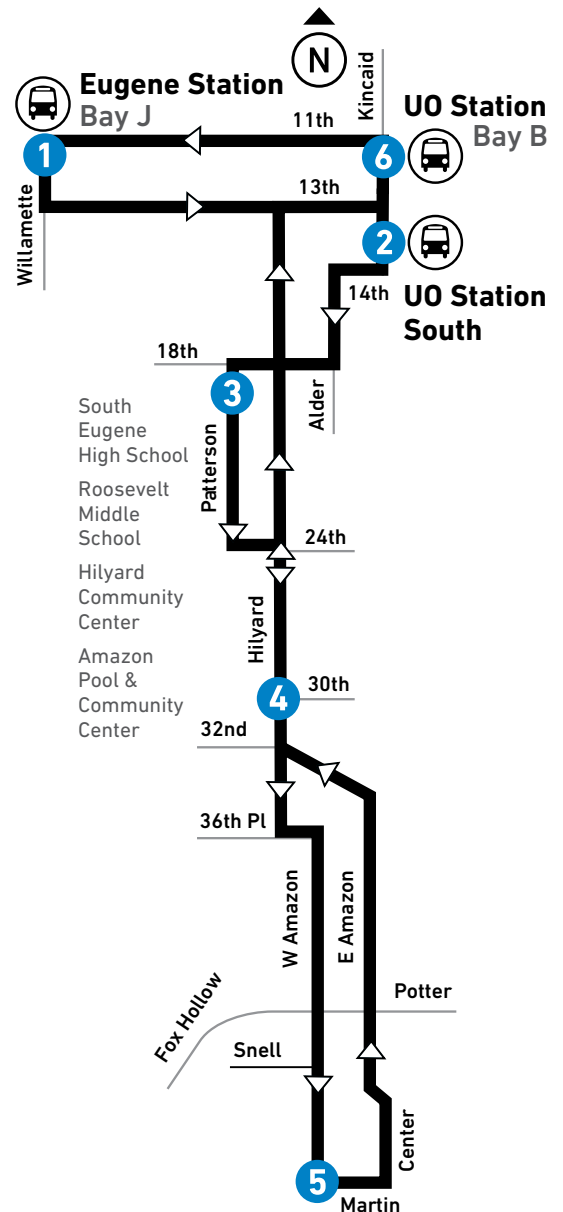 N
Kincaid
Eugene Station
Bay J
UO Station
Bay B
11th
1
6
13th
Willamette
2
14th
UO Station
South
18th
3
Alder
Patterson
South
Eugene
High School
Roosevelt
Middle
School
24th
Hilyard
Community
Center
Hilyard
Amazon
Pool &
Community
Center
4
30th
32nd
36th Pl
W Amazon
E Amazon
Potter
Fox Hollow
Snell
Center
5
Martin